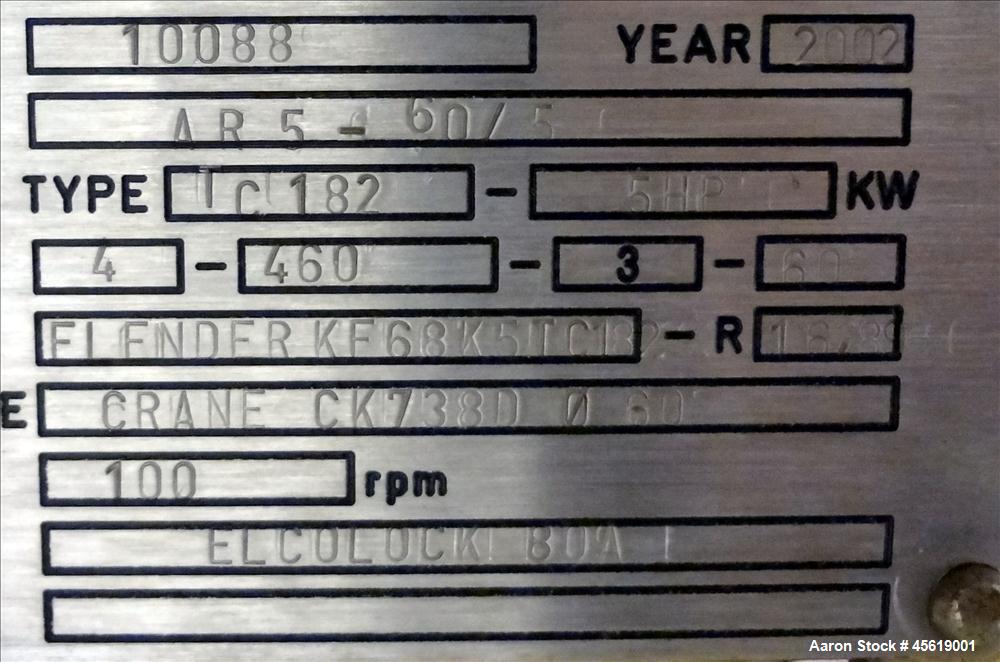 10088 YEAR 2002
AR 5 - 60/5
TYPE TC 182 - 5HP KW
4 - 460 - 3 - 60
FLENDER KF68K5TC182 - R
E CRANE CK738D Ø 60
100 rpm
ELCOLOCK 80A
Aaron Stock # 45619001